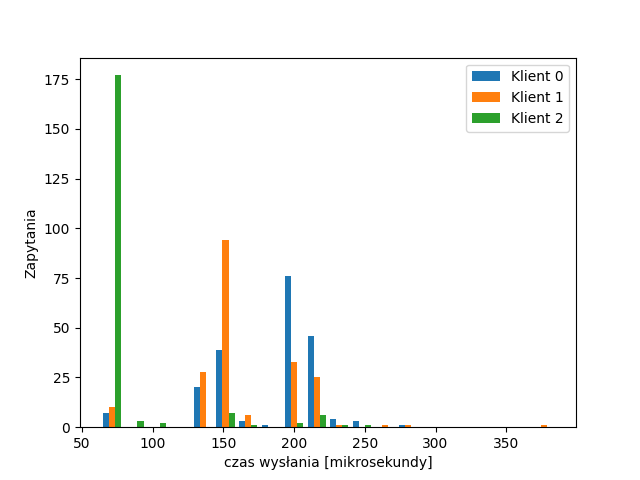 Klient 0
Klient 1
Klient 2
175
150
125
100
75
50
25
0
Zapytania
50 100 150 200 250 300 350
czas wysłania [mikrosekundy]